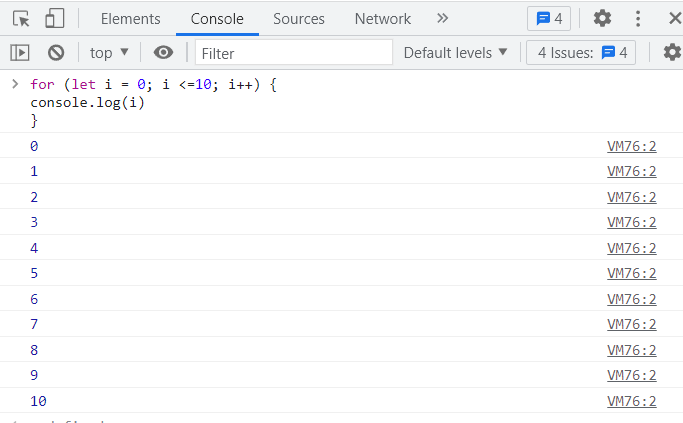 Elements Console Sources Network » 4
top ▼ Filter Default levels ▼ 4 Issues: 4
> for (let i = 0; i <=10; i++) {
console.log(i)
}
0 VM76:2
1 VM76:2
2 VM76:2
3 VM76:2
4 VM76:2
5 VM76:2
6 VM76:2
7 VM76:2
8 VM76:2
9 VM76:2
10 VM76:2